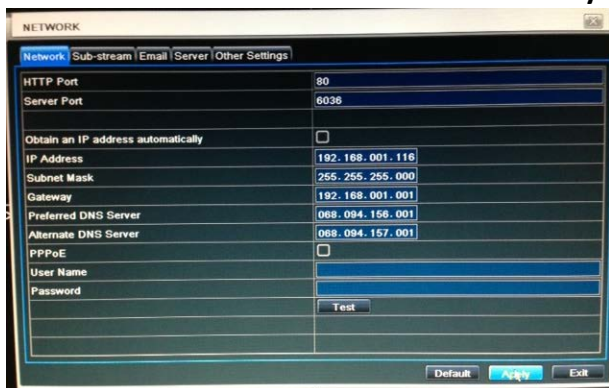 NETWORK
Network Sub-stream Email Server Other Settings
HTTP Port 80
Server Port 6036
Obtain an IP address automatically
IP Address 192. 168. 001. 116
Subnet Mask 255. 255. 255. 000
Gateway 192. 168. 001. 001
Preferred DNS Server 068. 094. 156. 001
Alternate DNS Server 068. 094. 157. 001
PPPoE
User Name
Password
Test
Default Apply Exit